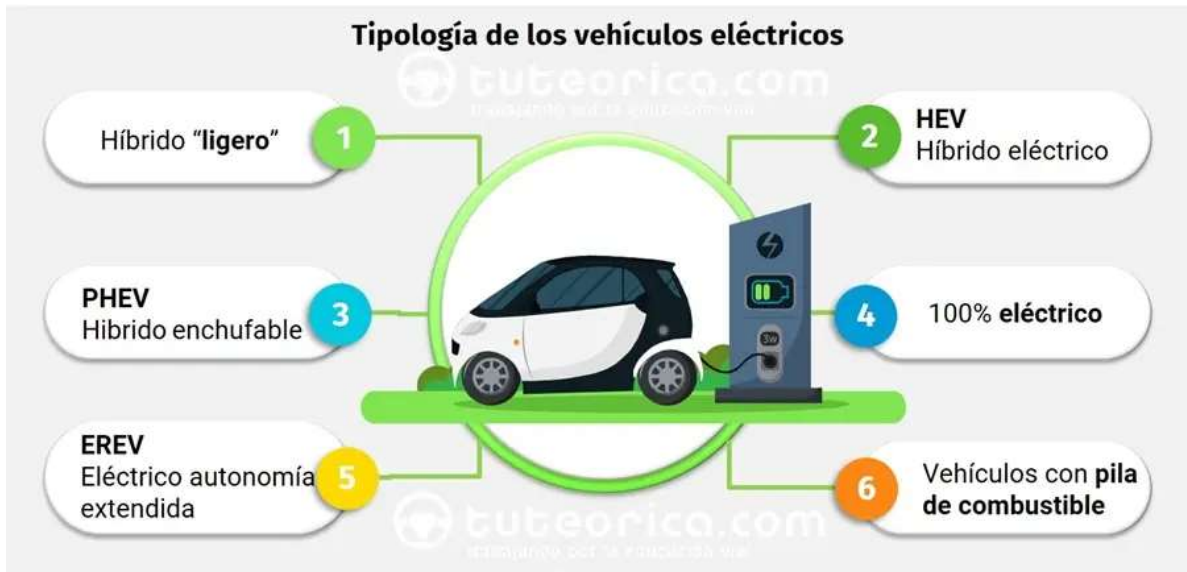 Tipología de los vehículos eléctricos
tuteorica.com
Híbrido “ligero”
1
2
HEV
Híbrido eléctrico
PHEV
Hibrido enchufable
3
4
100% eléctrico
3w
EREV
Eléctrico autonomía
extendida
5
6
Vehículos con pila
de combustible
tuteorica.com